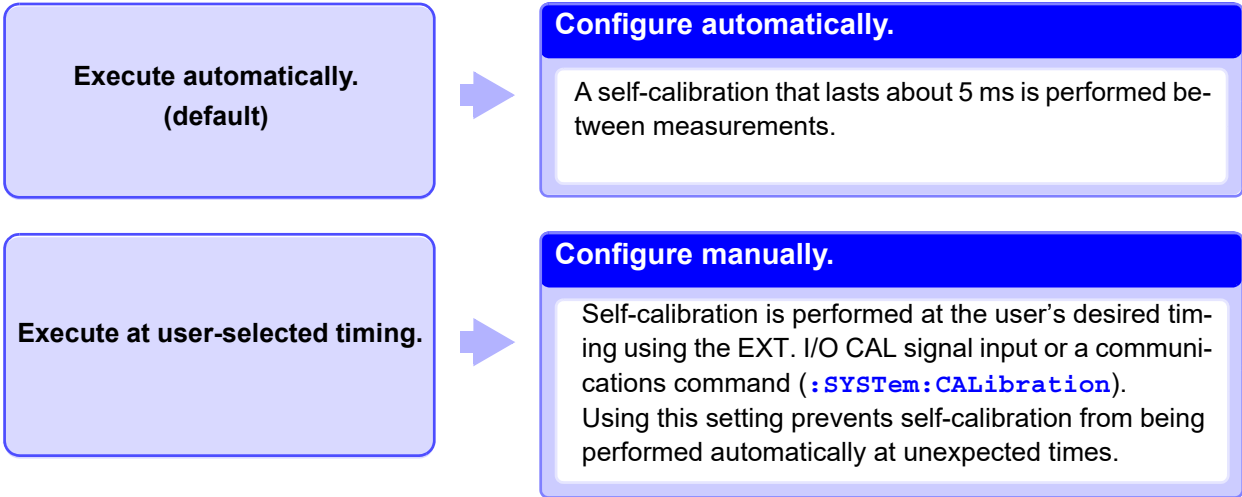 Execute automatically.
(default)
Configure automatically.
A self-calibration that lasts about 5 ms is performed be-
tween measurements.
Execute at user-selected timing.
Configure manually.
Self-calibration is performed at the user's desired tim-
ing using the EXT. I/O CAL signal input or a communi-
cations command (:SYSTem:CALibration).
Using this setting prevents self-calibration from being
performed automatically at unexpected times.